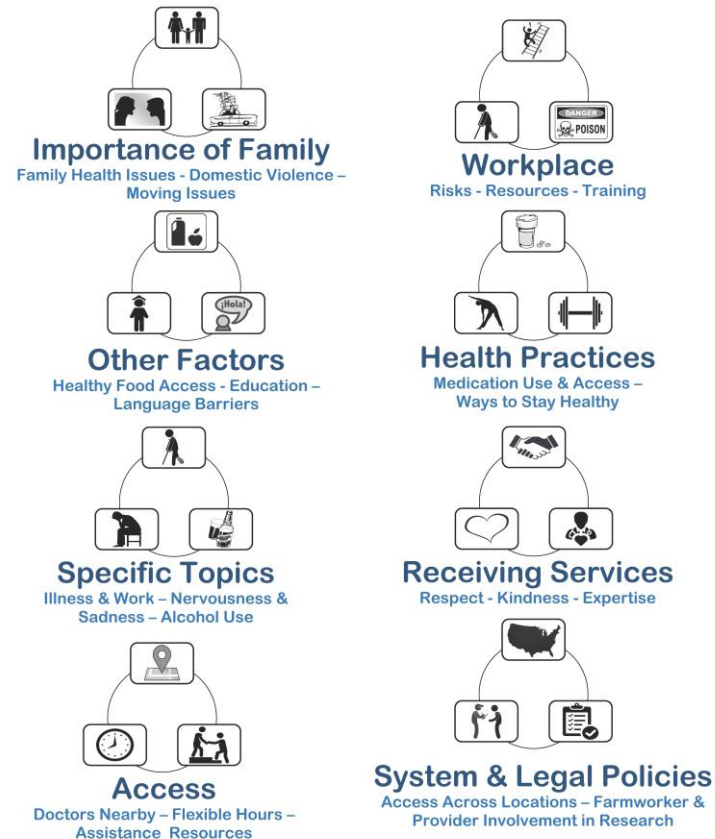 Importance of Family
Family Health Issues - Domestic Violence –
Moving Issues
DANGER
POISON
Workplace
Risks - Resources - Training
¡Hola!
Other Factors
Healthy Food Access - Education –
Language Barriers
Health Practices
Medication Use & Access –
Ways to Stay Healthy
Specific Topics
Illness & Work – Nervousness &
Sadness – Alcohol Use
Receiving Services
Respect - Kindness - Expertise
Access
Doctors Nearby – Flexible Hours –
Assistance Resources
System & Legal Policies
Access Across Locations – Farmworker &
Provider Involvement in Research